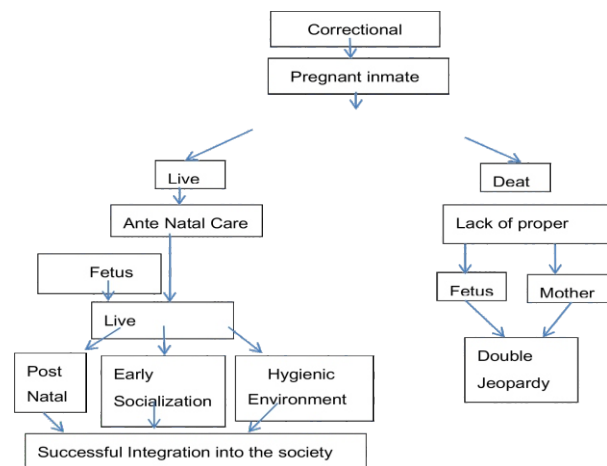 Correctional
Pregnant inmate
Live
Deat
Ante Natal Care
Lack of proper
Fetus
Fetus
Mother
Live
Post
Natal
Early
Socialization
Hygienic
Environment
Double
Jeopardy
Successful Integration into the society